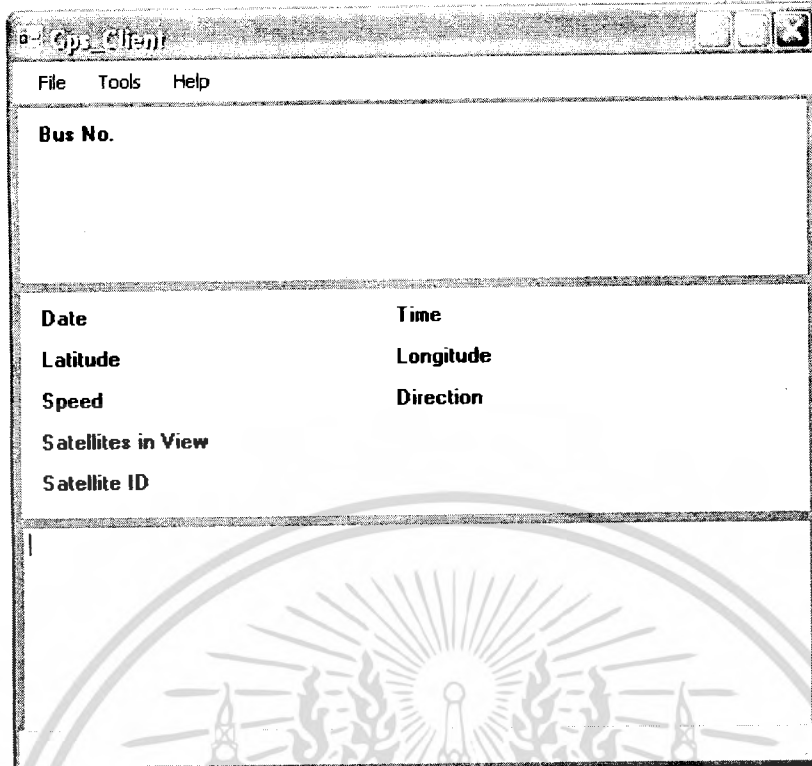 Gps_Client
File Tools Help
Bus No.
Date Time
Latitude Longitude
Speed Direction
Satellites in View
Satellite ID